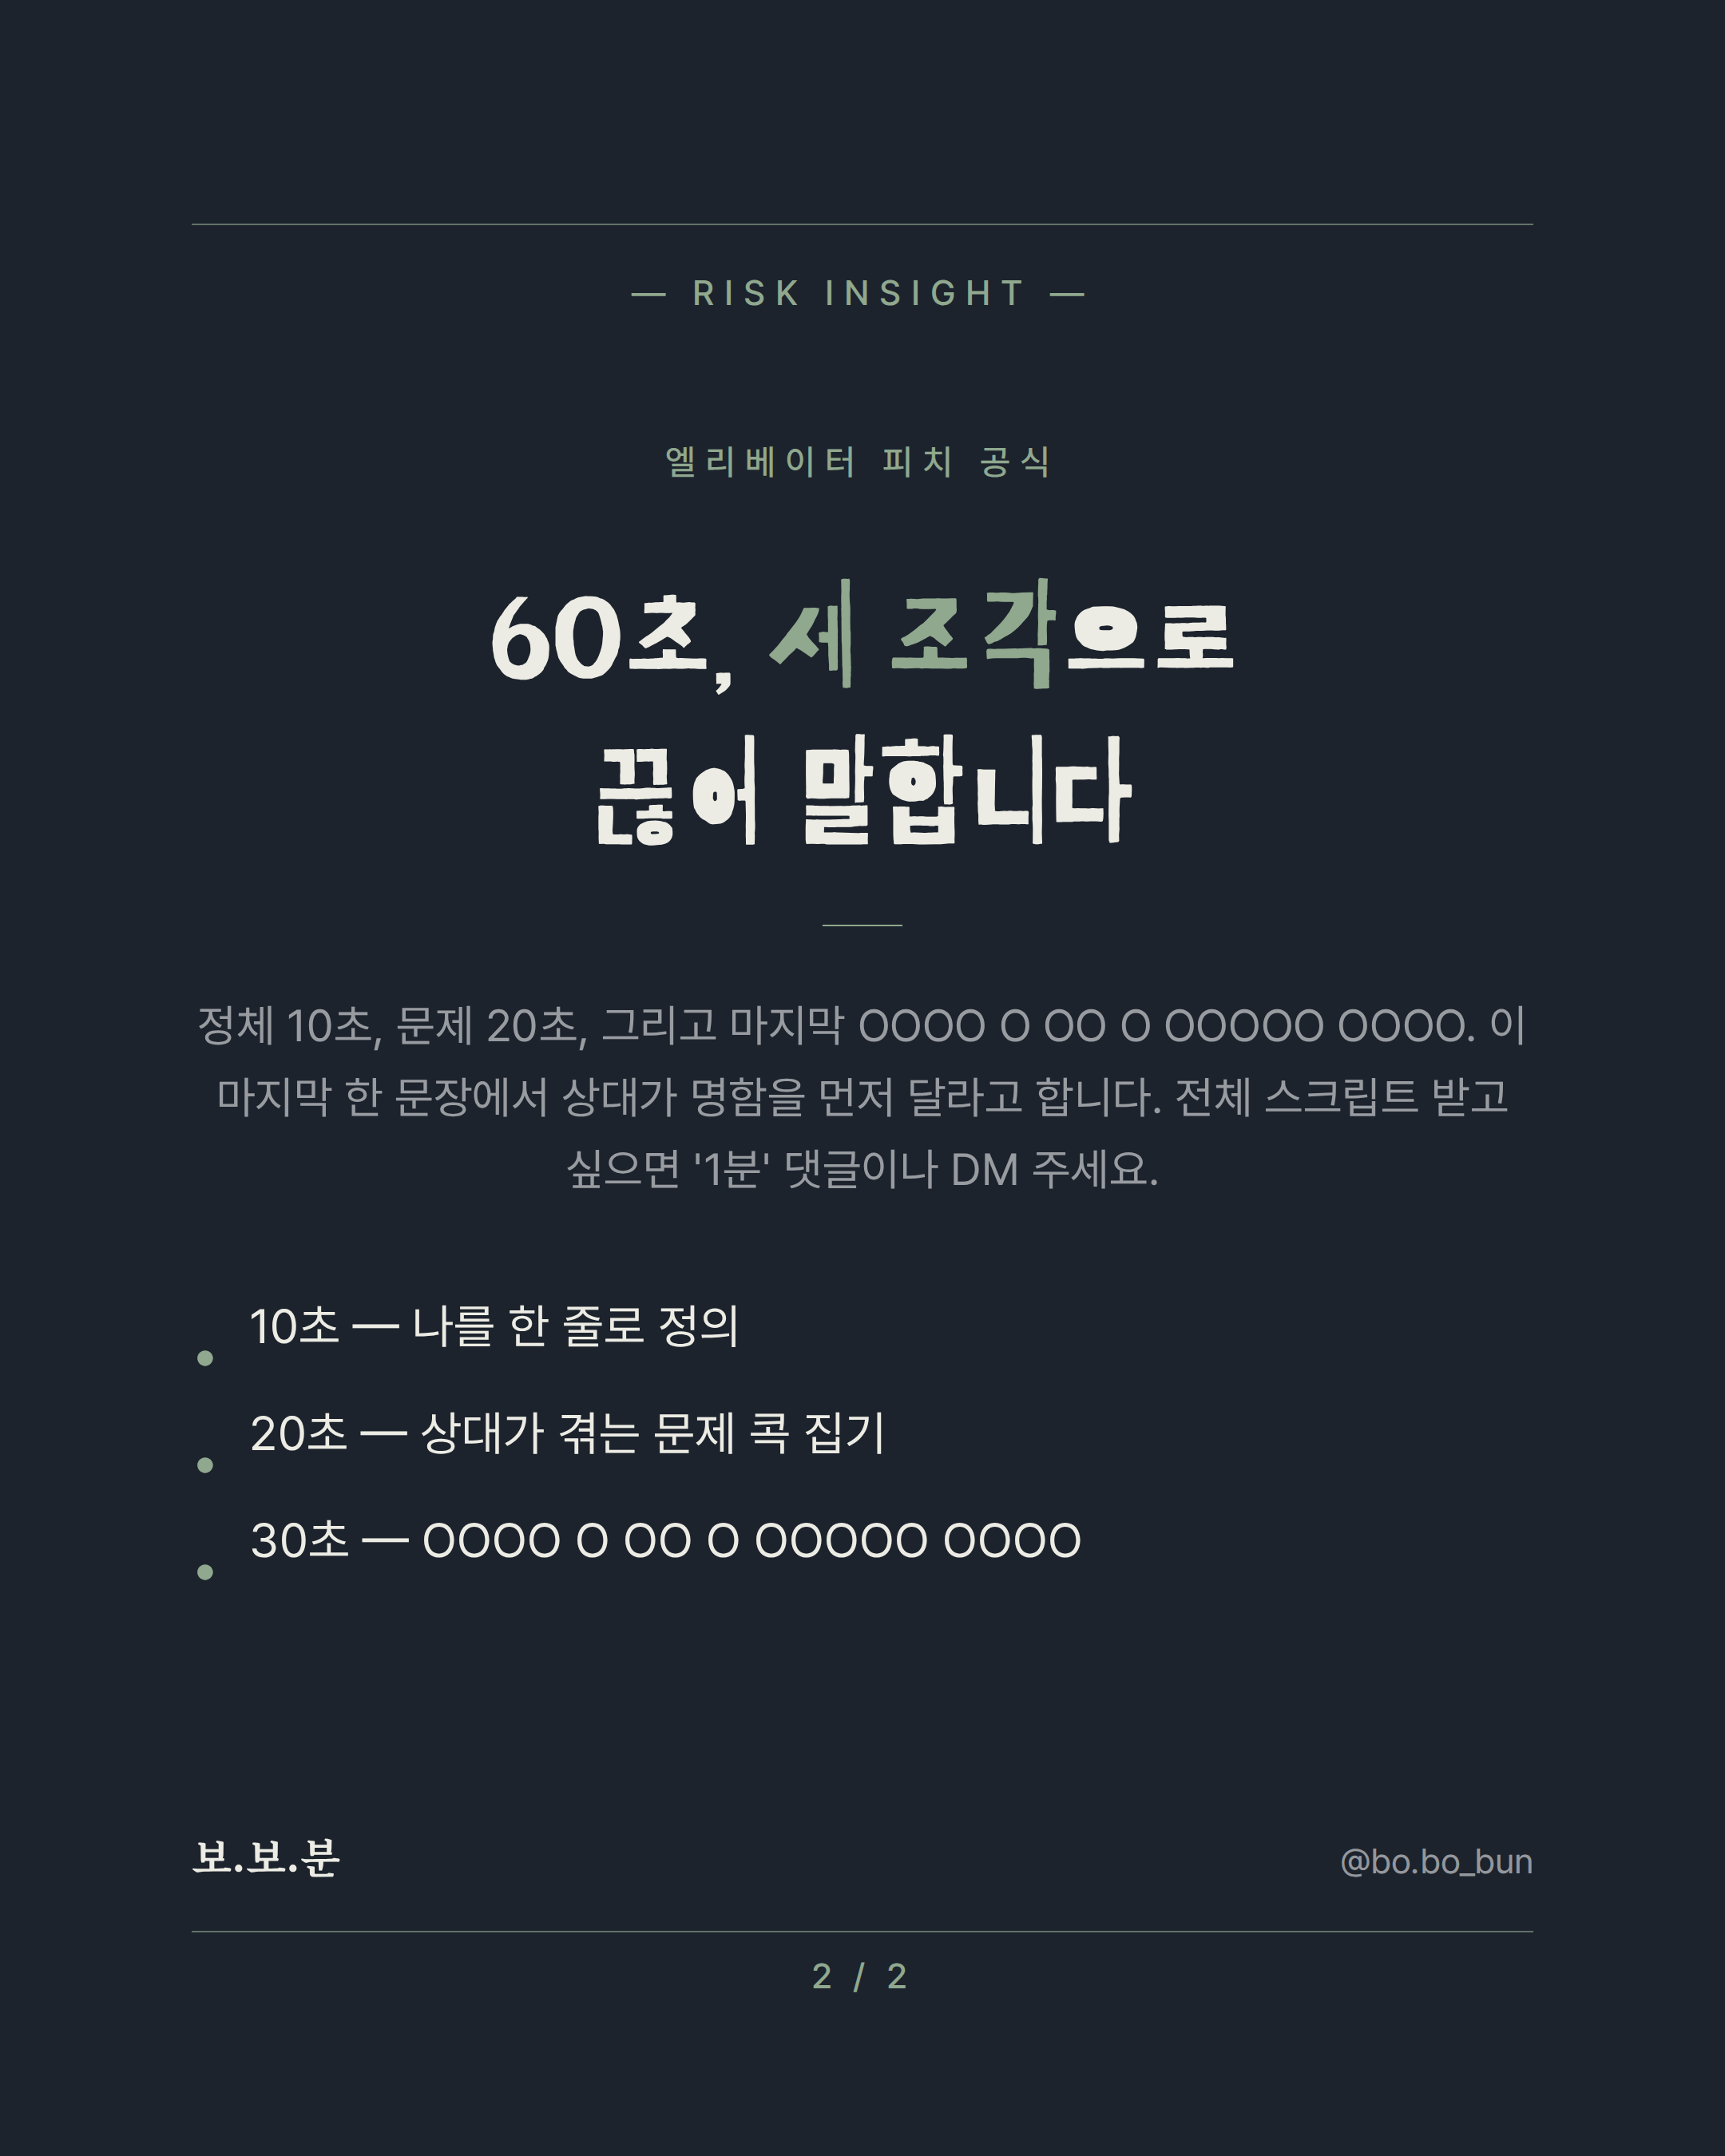 — RISK INSIGHT —
엘리베이터 피치 공식
60초, 세 조각으로
끊어 말합니다
정체 10초, 문제 20초, 그리고 마지막 OOOO O OO O OOOOO OOOO. 이
마지막 한 문장에서 상대가 명함을 먼저 달라고 합니다. 전체 스크립트 받고
싶으면 '1분' 댓글이나 DM 주세요.
• 10초 — 나를 한 줄로 정의
• 20초 — 상대가 겪는 문제 콕 집기
• 30초 — OOOO O OO O OOOOO OOOO
보.보.분
@bo.bo_bun
2 / 2